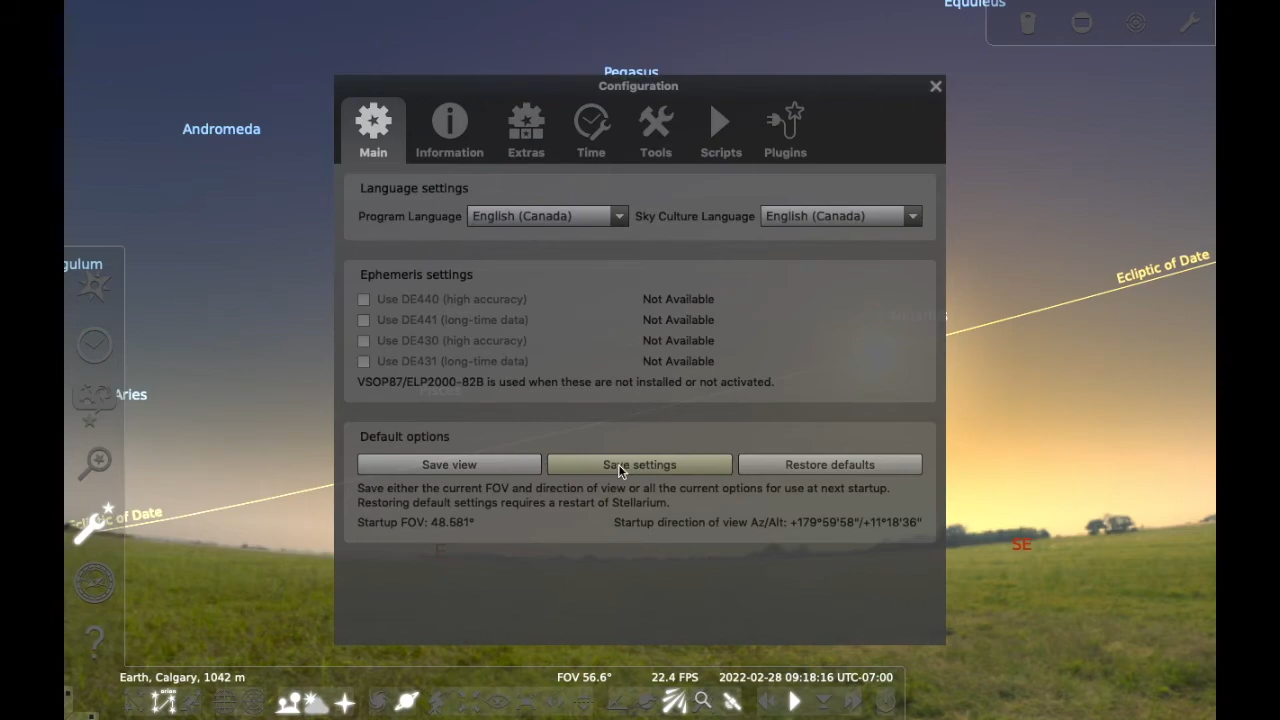 Equuleus
Pegasus
Configuration
Andromeda
Main
Information
Extras
Time
Tools
Scripts
Plugins
Language settings
Program Language English (Canada) Sky Culture Language English (Canada)
gulum
Ecliptic of Date
Ephemeris settings
Use DE440 (high accuracy) Not Available
Use DE441 (long-time data) Not Available
Use DE430 (high accuracy) Not Available
Use DE431 (long-time data) Not Available
VSOP87/ELP2000-82B is used when these are not installed or not activated.
Pisces
Aries
Default options
Save view
Save settings
Restore defaults
Save either the current FOV and direction of view or all the current options for use at next startup.
Restoring default settings requires a restart of Stellarium.
Startup FOV: 48.581° Startup direction of view Az/Alt: +179°59'58"/+11°18'36"
tic of Date
E
SE
Earth, Calgary, 1042 m FOV 56.6° 22.4 FPS 2022-02-28 09:18:16 UTC-07:00